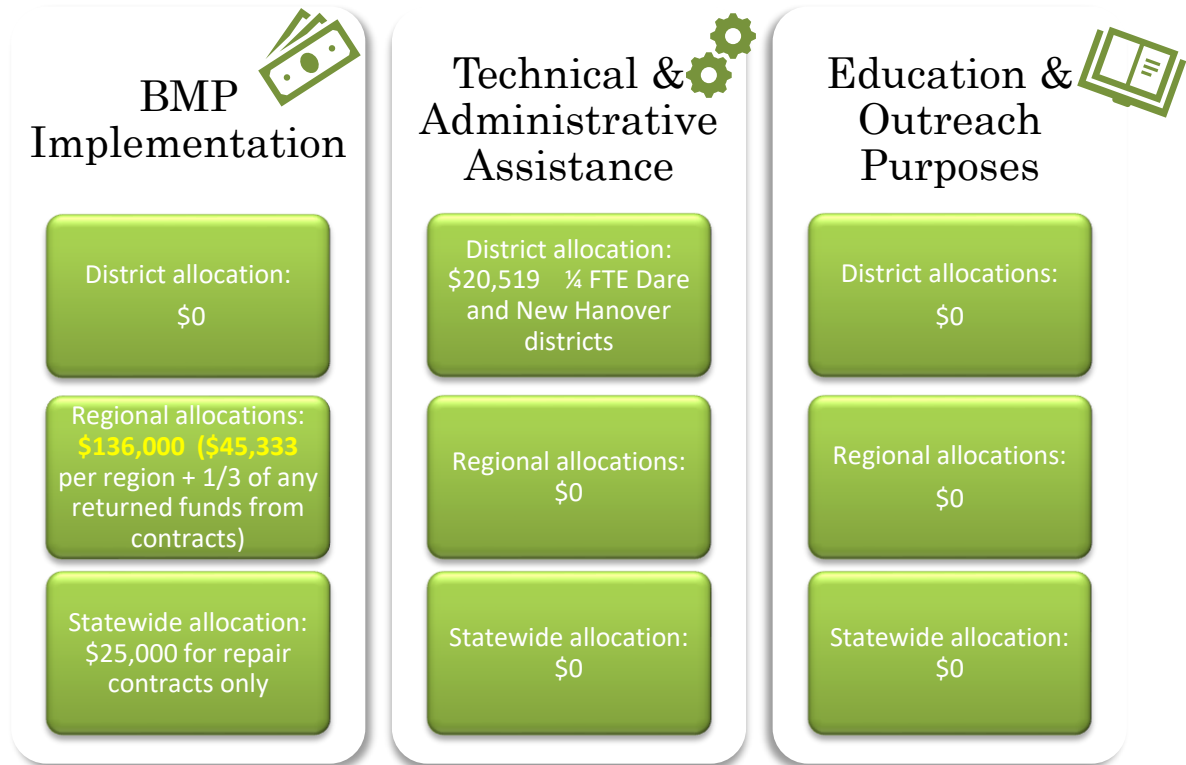 BMP
Implementation
District allocation:
$0
Regional allocations:
$136,000 ($45,333
per region + 1/3 of any
returned funds from
contracts)
Statewide allocation:
$25,000 for repair
contracts only
Technical &
Administrative
Assistance
District allocation:
$20,519 ¼ FTE Dare
and New Hanover
districts
Regional allocations:
$0
Statewide allocation:
$0
Education &
Outreach
Purposes
District allocations:
$0
Regional allocations:
$0
Statewide allocation:
$0